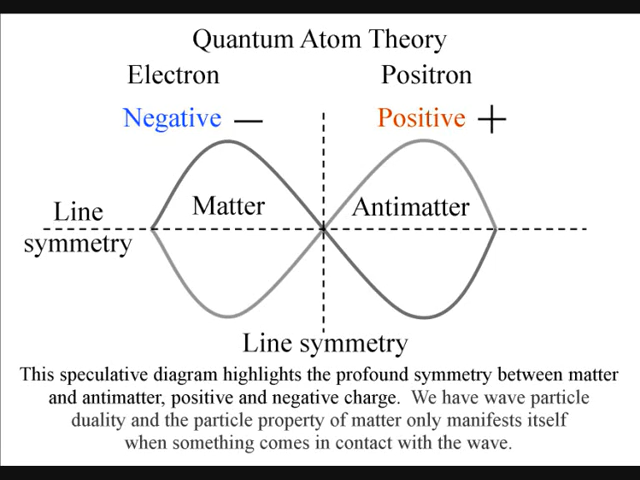 Quantum Atom Theory
Electron Positron
Negative — Positive +
Matter Antimatter
Line
symmetry
Line symmetry
This speculative diagram highlights the profound symmetry between matter
and antimatter, positive and negative charge. We have wave particle
duality and the particle property of matter only manifests itself
when something comes in contact with the wave.